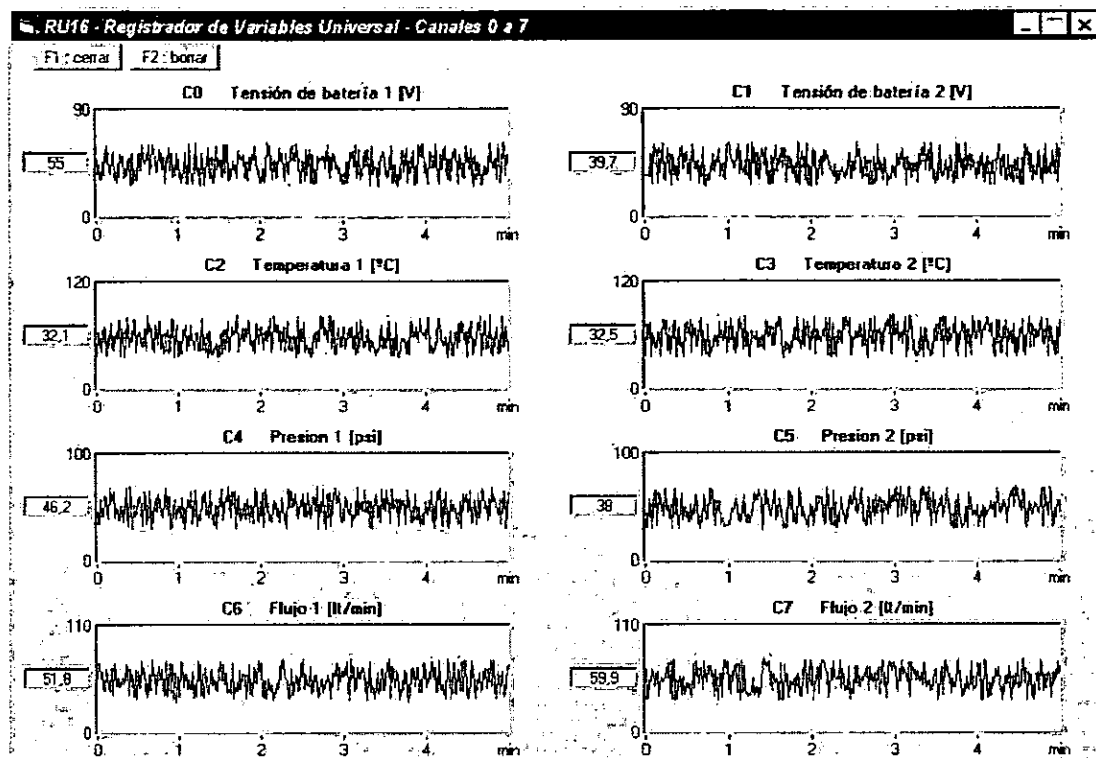 RU16 - Registrador de Variables Universal - Canales 0 a 7
F1 : cerrar F2 : borrar
C0 Tensión de batería 1 [V]
90
55
0
0 1 2 3 4 min
C1 Tensión de batería 2 [V]
90
39,7
0
0 1 2 3 4 min
C2 Temperatura 1 [ºC]
120
32,1
0
0 1 2 3 4 min
C3 Temperatura 2 [ºC]
120
32,5
0
0 1 2 3 4 min
C4 Presion 1 [psi]
100
46,2
0
0 1 2 3 4 min
C5 Presion 2 [psi]
100
38
0
0 1 2 3 4 min
C6 Flujo 1 [lt/min]
110
51,8
0
0 1 2 3 4 min
C7 Flujo 2 [lt/min]
110
59,9
0
0 1 2 3 4 min